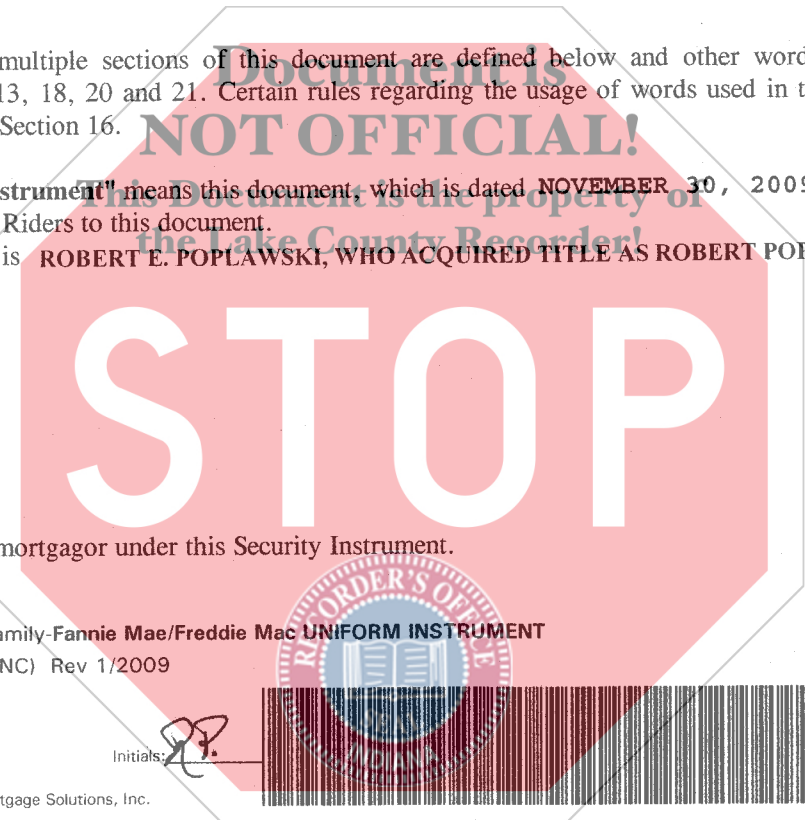 multiple sections of this document are defined below and other word
Document is
13, 18, 20 and 21. Certain rules regarding the usage of words used in t
Section 16.
NOT OFFICIAL!
strument" means this document, which is dated NOVEMBER 30, 2009
This Document is the property of
Riders to this document.
the Lake County Recorder!
is ROBERT E. POPLAWSKI, WHO ACQUIRED TITLE AS ROBERT POP
STOP
mortgagor under this Security Instrument.
RECORDER'S OFFICE
amily-Fannie Mae/Freddie Mac UNIFORM INSTRUMENT
NC) Rev 1/2009
SEAL
INDIANA
Initials: R.P.
tgage Solutions, Inc.